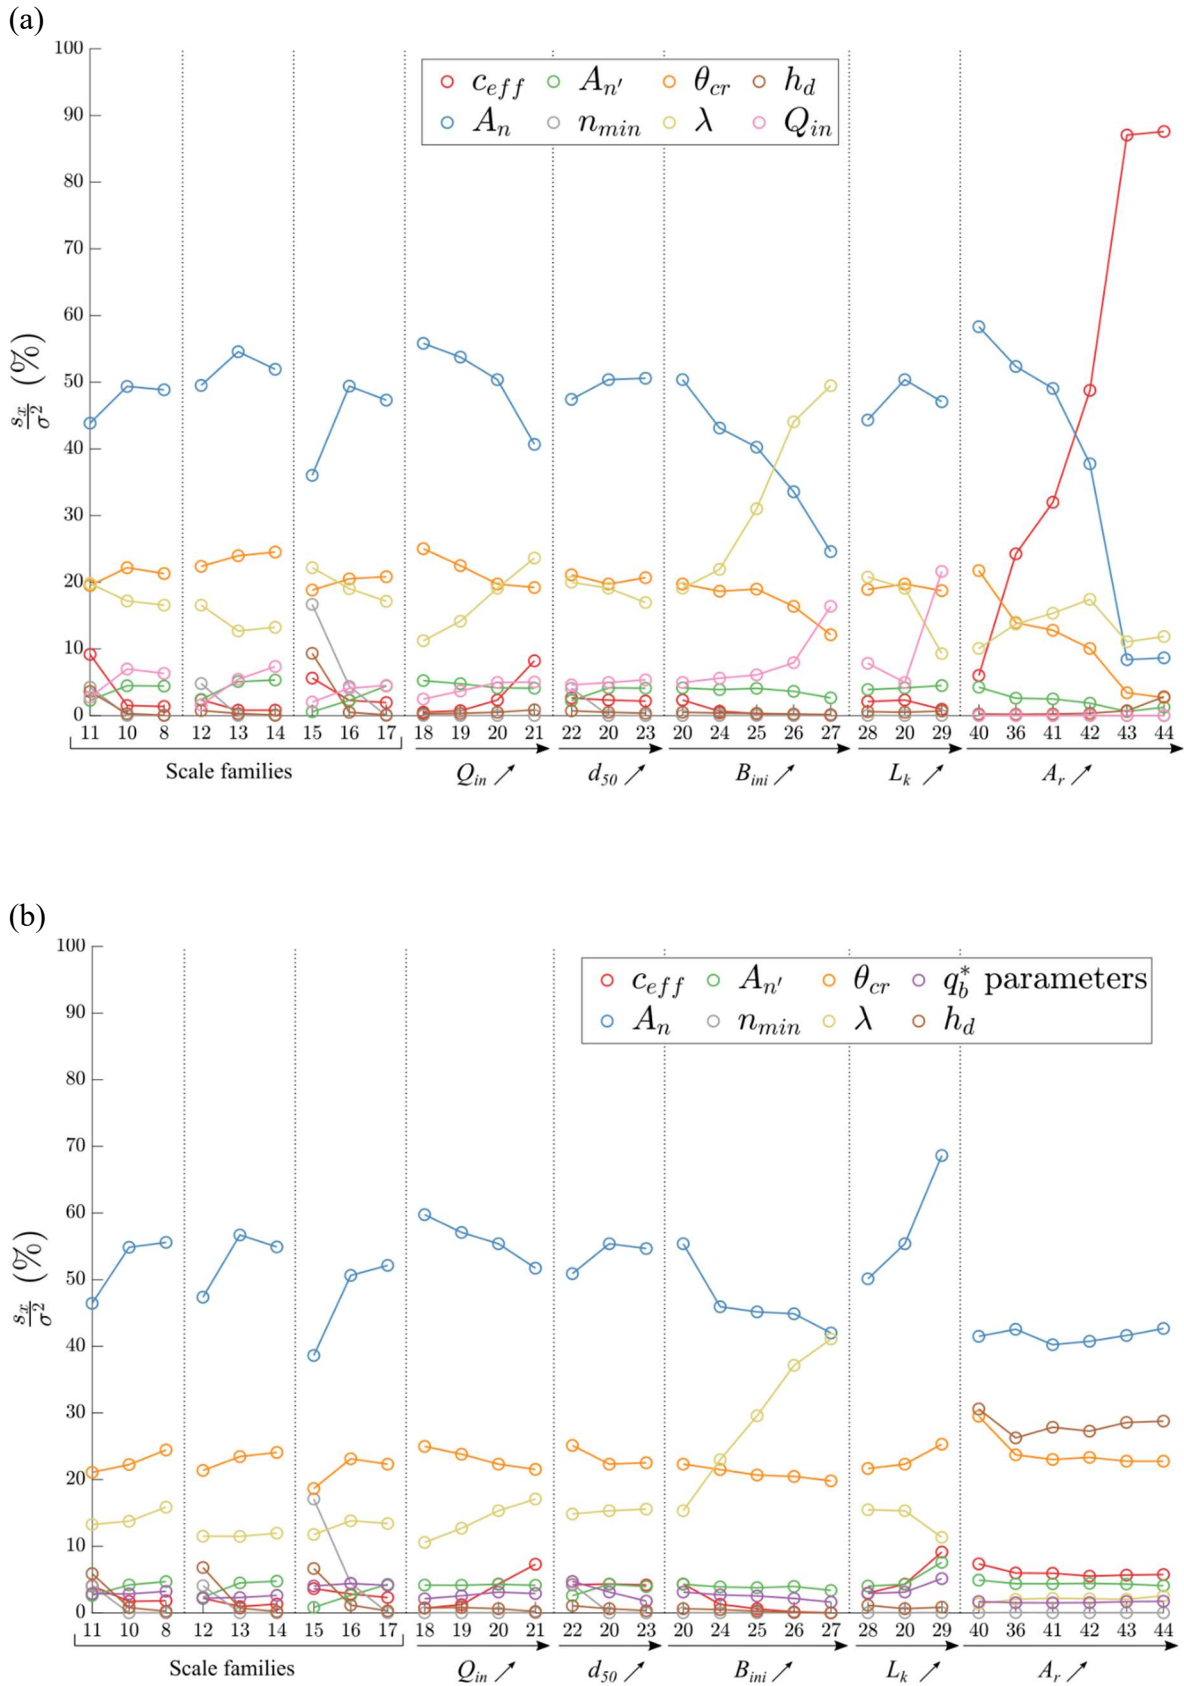 (a)
100
90
80
70
60
50
40
30
20
10
0
s_x/σ² (%)
c_eff A_n' θ_cr h_d
A_n n_min λ Q_in
11 10 8 12 13 14 15 16 17 18 19 20 21 22 20 23 20 24 25 26 27 28 20 29 40 36 41 42 43 44
Scale families Q_in ↗ d_50 ↗ B_ini ↗ L_k ↗ A_r ↗
(b)
100
90
80
70
60
50
40
30
20
10
0
s_x/σ² (%)
c_eff A_n' θ_cr q_b* parameters
A_n n_min λ h_d
11 10 8 12 13 14 15 16 17 18 19 20 21 22 20 23 20 24 25 26 27 28 20 29 40 36 41 42 43 44
Scale families Q_in ↗ d_50 ↗ B_ini ↗ L_k ↗ A_r ↗